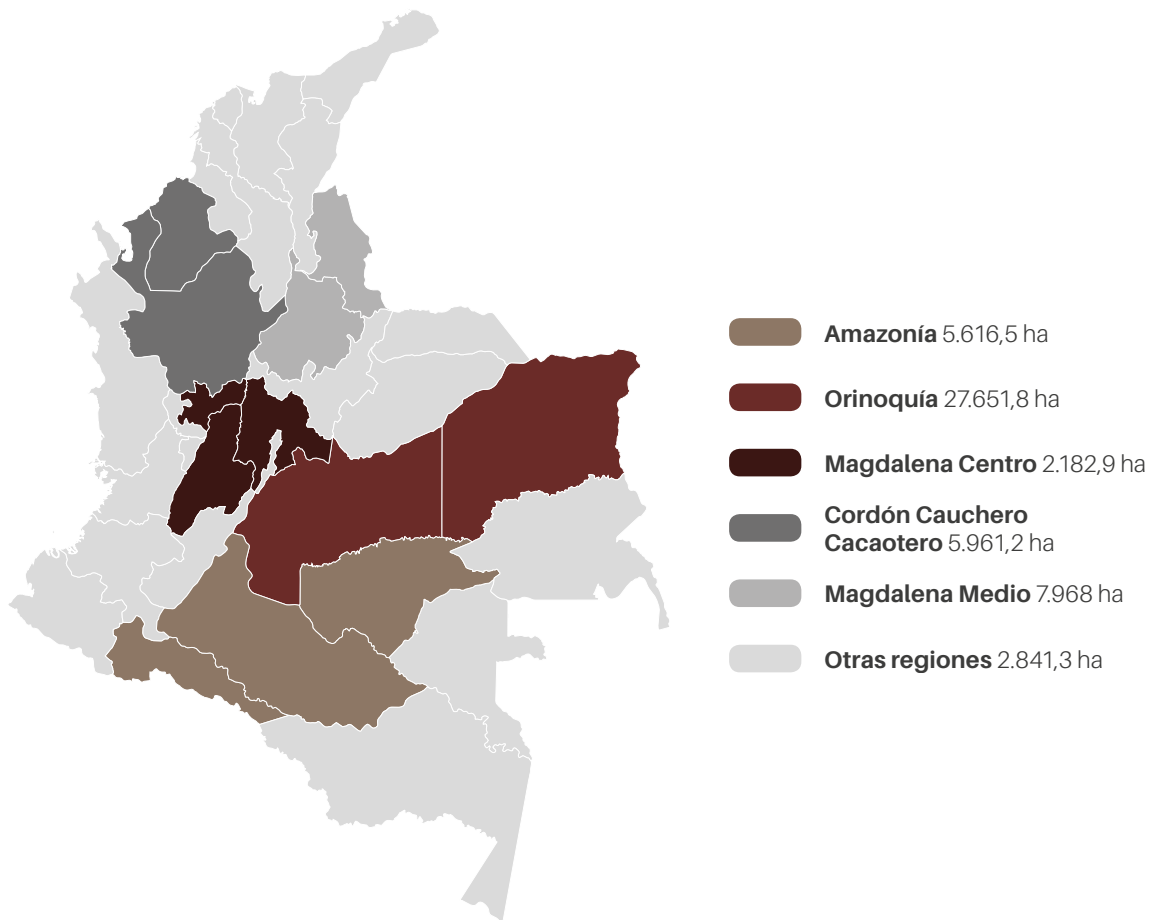 Amazonía 5.616,5 ha
Orinoquía 27.651,8 ha
Magdalena Centro 2.182,9 ha
Cordón Cauchero
Cacaotero 5.961,2 ha
Magdalena Medio 7.968 ha
Otras regiones 2.841,3 ha